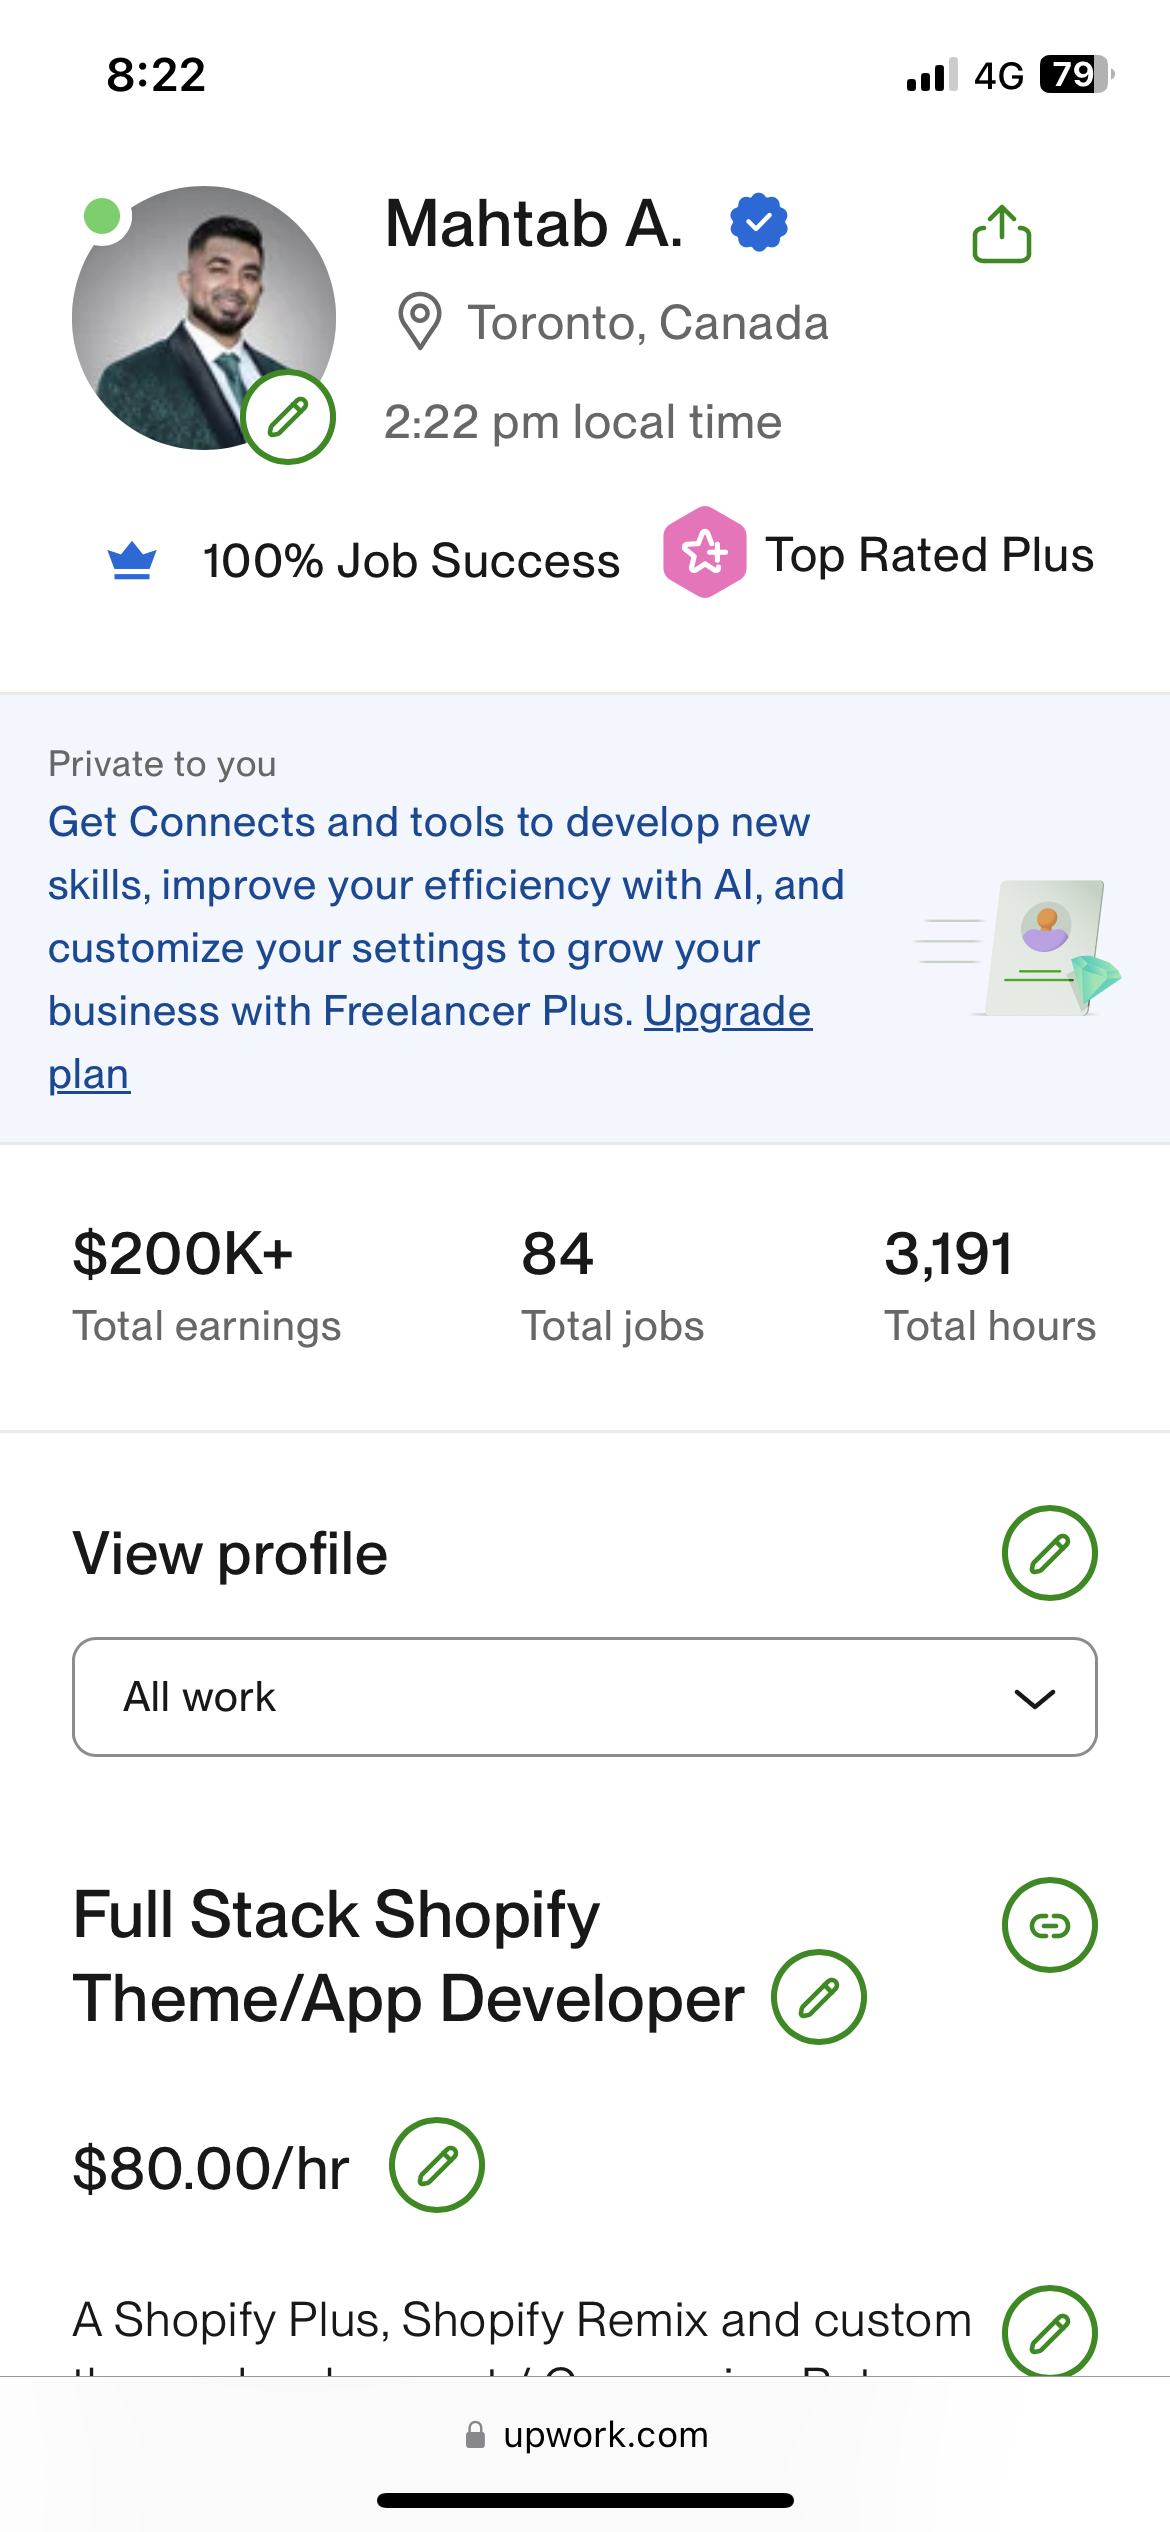 8:22
4G
79
Mahtab A.
Toronto, Canada
2:22 pm local time
100% Job Success
Top Rated Plus
Private to you
Get Connects and tools to develop new
skills, improve your efficiency with AI, and
customize your settings to grow your
business with Freelancer Plus. Upgrade
plan
$200K+
Total earnings
84
Total jobs
3,191
Total hours
View profile
All work
Full Stack Shopify
Theme/App Developer
$80.00/hr
A Shopify Plus, Shopify Remix and custom
upwork.com